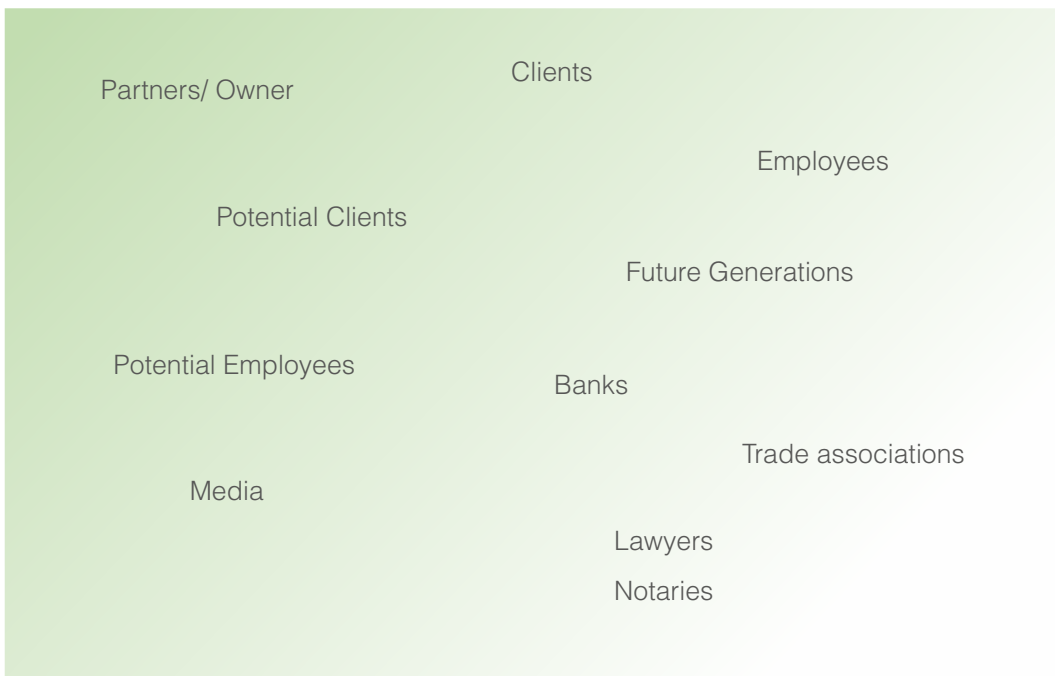 Clients
Partners/ Owner
Employees
Potential Clients
Future Generations
Potential Employees
Banks
Trade associations
Media
Lawyers
Notaries